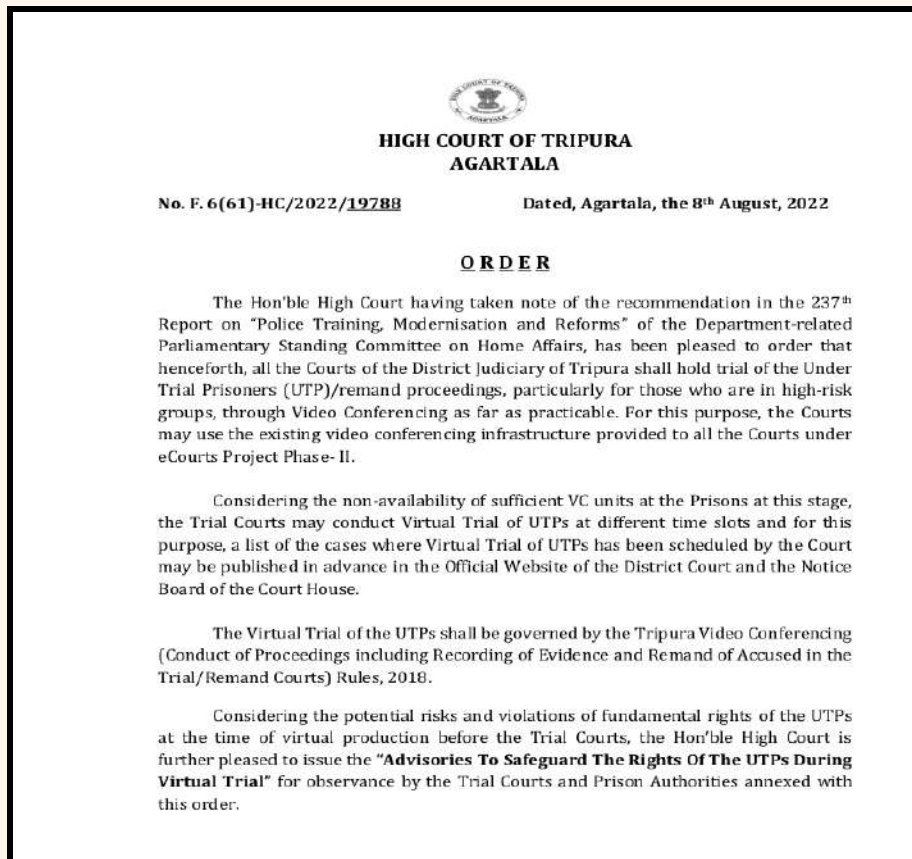 HIGH COURT OF TRIPURA
AGARTALA
HIGH COURT OF TRIPURA
AGARTALA
No. F. 6(61)-HC/2022/19788 Dated, Agartala, the 8th August, 2022
O R D E R
The Hon'ble High Court having taken note of the recommendation in the 237th
Report on "Police Training, Modernisation and Reforms" of the Department-related
Parliamentary Standing Committee on Home Affairs, has been pleased to order that
henceforth, all the Courts of the District Judiciary of Tripura shall hold trial of the Under
Trial Prisoners (UTP)/remand proceedings, particularly for those who are in high-risk
groups, through Video Conferencing as far as practicable. For this purpose, the Courts
may use the existing video conferencing infrastructure provided to all the Courts under
eCourts Project Phase- II.
Considering the non-availability of sufficient VC units at the Prisons at this stage,
the Trial Courts may conduct Virtual Trial of UTPs at different time slots and for this
purpose, a list of the cases where Virtual Trial of UTPs has been scheduled by the Court
may be published in advance in the Official Website of the District Court and the Notice
Board of the Court House.
The Virtual Trial of the UTPs shall be governed by the Tripura Video Conferencing
(Conduct of Proceedings including Recording of Evidence and Remand of Accused in the
Trial/Remand Courts) Rules, 2018.
Considering the potential risks and violations of fundamental rights of the UTPs
at the time of virtual production before the Trial Courts, the Hon'ble High Court is
further pleased to issue the "Advisories To Safeguard The Rights Of The UTPs During
Virtual Trial" for observance by the Trial Courts and Prison Authorities annexed with
this order.